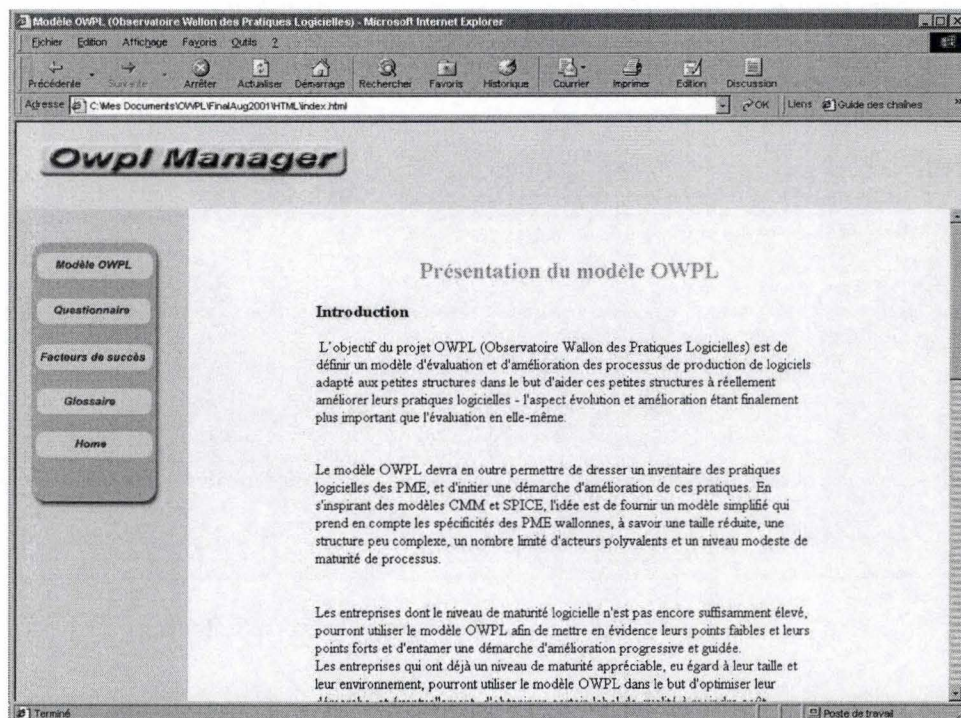 Modèle OWPL (Observatoire Wallon des Pratiques Logicielles) - Microsoft Internet Explorer
Fichier Edition Affichage Favoris Outils ?
Précédente Suivante Arrêter Actualiser Démarrage Rechercher Favoris Historique Courrier Imprimer Edition Discussion
Adresse C:\Mes Documents\OWPL\FinalAug2001\HTML\index.html OK Liens Guide des chaînes »
Owpl Manager
Modèle OWPL
Questionnaire
Facteurs de succès
Glossaire
Home
Présentation du modèle OWPL
Introduction
L'objectif du projet OWPL (Observatoire Wallon des Pratiques Logicielles) est de
définir un modèle d'évaluation et d'amélioration des processus de production de logiciels
adapté aux petites structures dans le but d'aider ces petites structures à réellement
améliorer leurs pratiques logicielles - l'aspect évolution et amélioration étant finalement
plus important que l'évaluation en elle-même.
Le modèle OWPL devra en outre permettre de dresser un inventaire des pratiques
logicielles des PME, et d'initier une démarche d'amélioration de ces pratiques. En
s'inspirant des modèles CMM et SPICE, l'idée est de fournir un modèle simplifié qui
prend en compte les spécificités des PME wallonnes, à savoir une taille réduite, une
structure peu complexe, un nombre limité d'acteurs polyvalents et un niveau modeste de
maturité de processus.
Les entreprises dont le niveau de maturité logicielle n'est pas encore suffisamment élevé,
pourront utiliser le modèle OWPL afin de mettre en évidence leurs points faibles et leurs
points forts et d'entamer une démarche d'amélioration progressive et guidée.
Les entreprises qui ont déjà un niveau de maturité appréciable, eu égard à leur taille et
leur environnement, pourront utiliser le modèle OWPL dans le but d'optimiser leur
Terminé Poste de travail